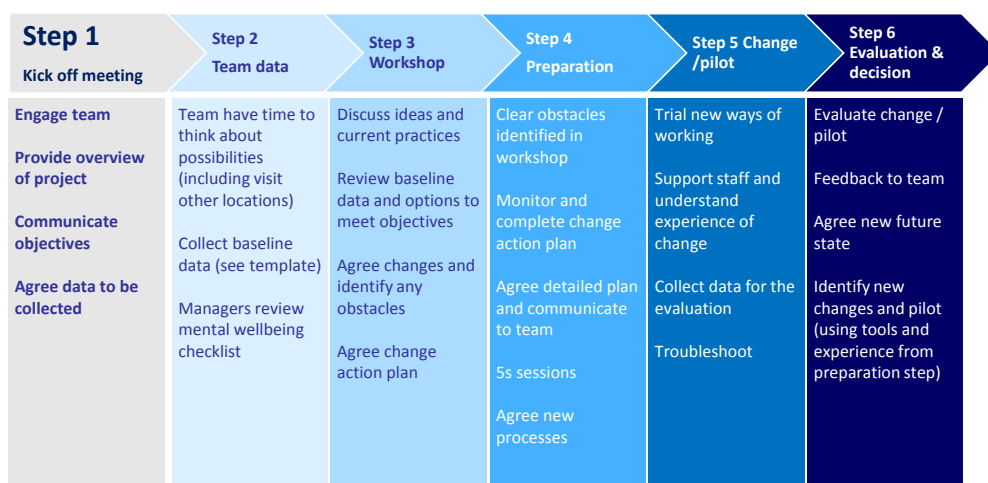 Step 1
Kick off meeting
Step 2
Team data
Step 3
Workshop
Step 4
Preparation
Step 5 Change
/pilot
Step 6
Evaluation &
decision
Engage team
Provide overview
of project
Communicate
objectives
Agree data to be
collected
Team have time to
think about
possibilities
(including visit
other locations)
Collect baseline
data (see template)
Managers review
mental wellbeing
checklist
Discuss ideas and
current practices
Review baseline
data and options to
meet objectives
Agree changes and
identify any
obstacles
Agree change
action plan
Clear obstacles
identified in
workshop
Monitor and
complete change
action plan
Agree detailed plan
and communicate
to team
5s sessions
Agree new
processes
Trial new ways of
working
Support staff and
understand
experience of
change
Collect data for the
evaluation
Troubleshoot
Evaluate change /
pilot
Feedback to team
Agree new future
state
Identify new
changes and pilot
(using tools and
experience from
preparation step)